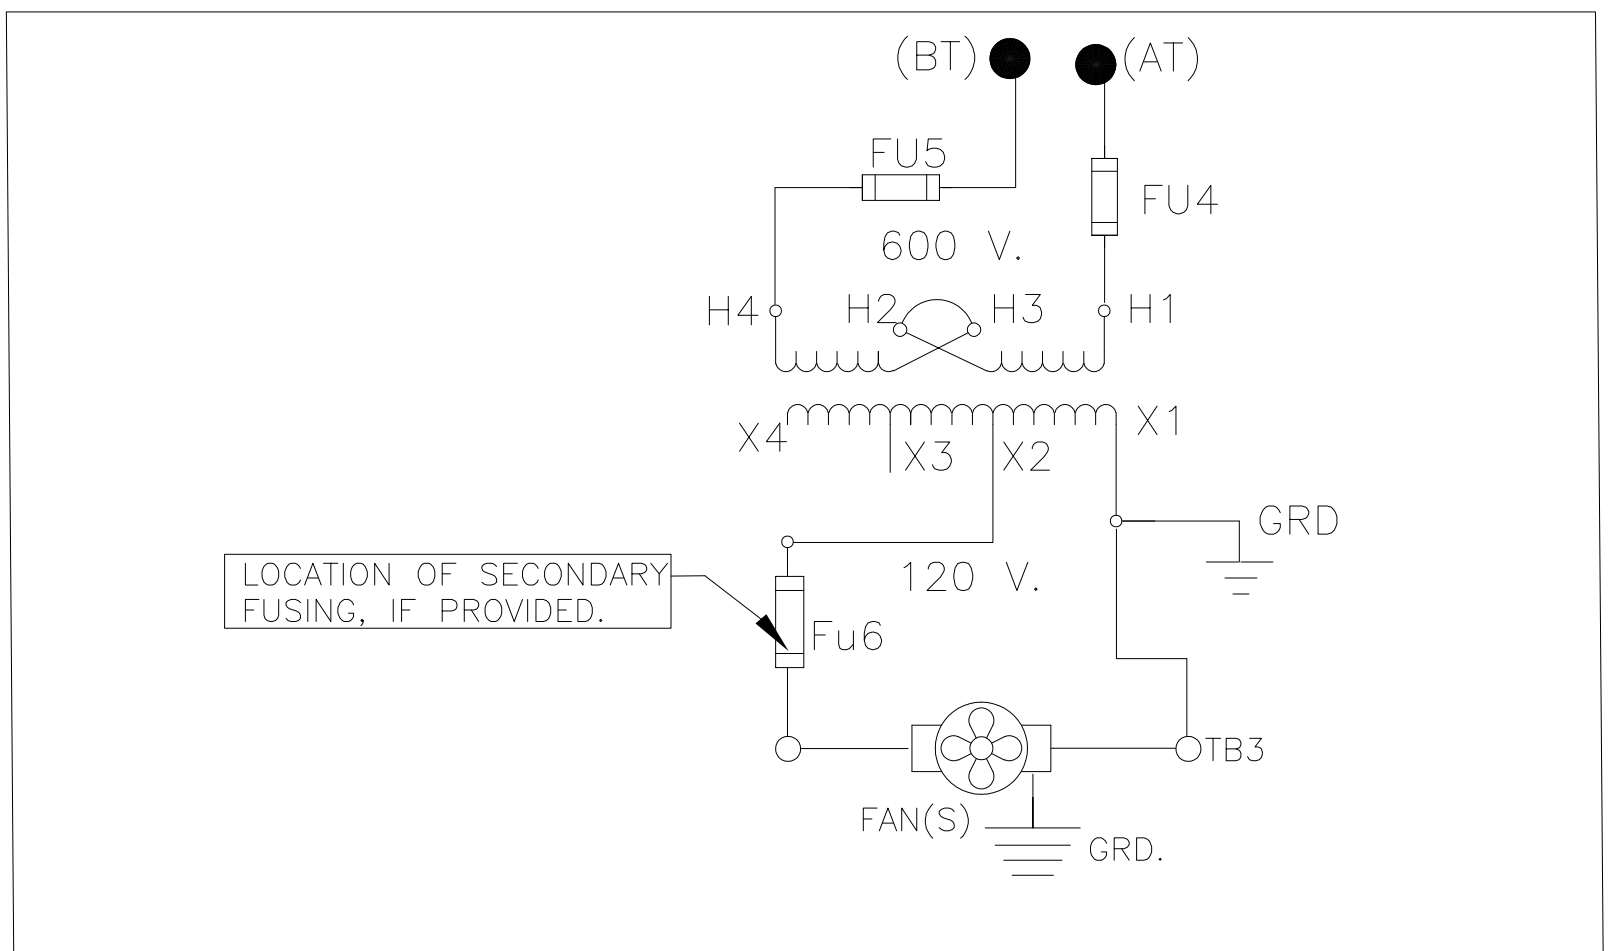 (BT)
(AT)
FU5
FU4
600 V.
H4
H2
H3
H1
X4
X3
X2
X1
GRD
LOCATION OF SECONDARY
FUSING, IF PROVIDED.
120 V.
Fu6
TB3
FAN(S)
GRD.